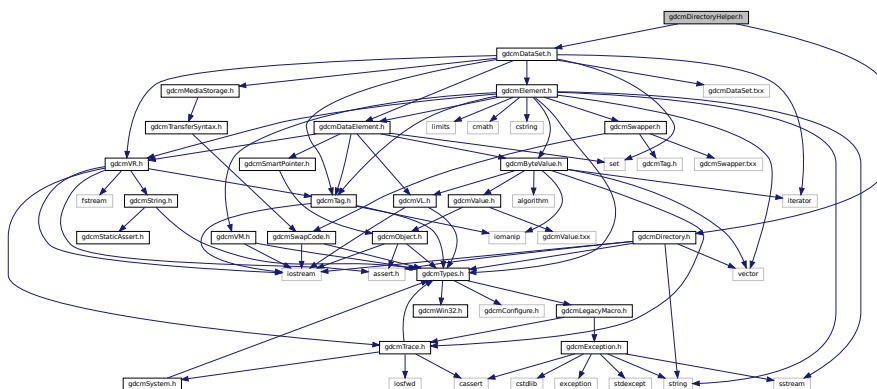 gdcmDirectoryHelper.h
gdcmDataSet.h
gdcmMediaStorage.h
gdcmElement.h
gdcmDataSet.txx
gdcmTransferSyntax.h
gdcmDataElement.h
limits
cmath
cstring
gdcmSwapper.h
gdcmVR.h
gdcmSmartPointer.h
gdcmByteValue.h
set
gdcmTag.h
gdcmSwapper.txx
fstream
gdcmString.h
gdcmTag.h
gdcmVL.h
gdcmValue.h
algorithm
iterator
gdcmStaticAssert.h
gdcmVM.h
gdcmSwapCode.h
gdcmObject.h
iomanip
gdcmValue.txx
gdcmDirectory.h
iostream
assert.h
gdcmTypes.h
vector
gdcmWin32.h
gdcmConfigure.h
gdcmLegacyMacro.h
gdcmTrace.h
gdcmException.h
gdcmSystem.h
iosfwd
cassert
cstdlib
exception
stdexcept
string
sstream